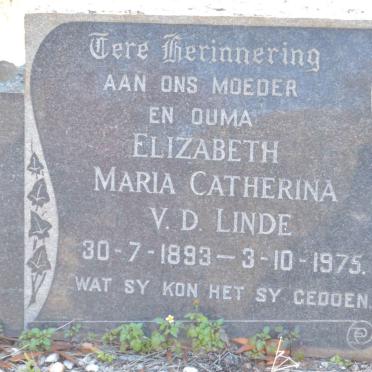 Tere Herinnering
AAN ONS MOEDER
EN OUMA
ELIZABETH
MARIA CATHERINA
V. D. LINDE
30-7-1893 — 3-10-1975.
WAT SY KON HET SY GEDOEN.